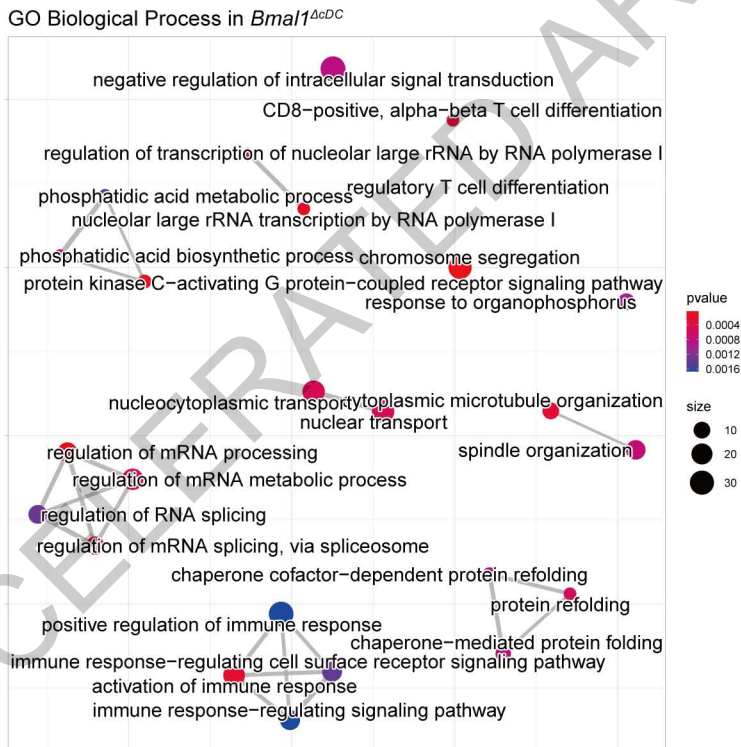 GO Biological Process in Bmal1ΔcDC
negative regulation of intracellular signal transduction
CD8−positive, alpha−beta T cell differentiation
regulation of transcription of nucleolar large rRNA by RNA polymerase I
regulatory T cell differentiation
phosphatidic acid metabolic process
nucleolar large rRNA transcription by RNA polymerase I
phosphatidic acid biosynthetic process
chromosome segregation
protein kinase C−activating G protein−coupled receptor signaling pathway
response to organophosphorus
pvalue
0.0004
0.0008
0.0012
0.0016
nucleocytoplasmic transport
cytoplasmic microtubule organization
nuclear transport
size
10
20
30
regulation of mRNA processing
spindle organization
regulation of mRNA metabolic process
regulation of RNA splicing
regulation of mRNA splicing, via spliceosome
chaperone cofactor−dependent protein refolding
protein refolding
positive regulation of immune response
chaperone−mediated protein folding
immune response−regulating cell surface receptor signaling pathway
activation of immune response
immune response−regulating signaling pathway